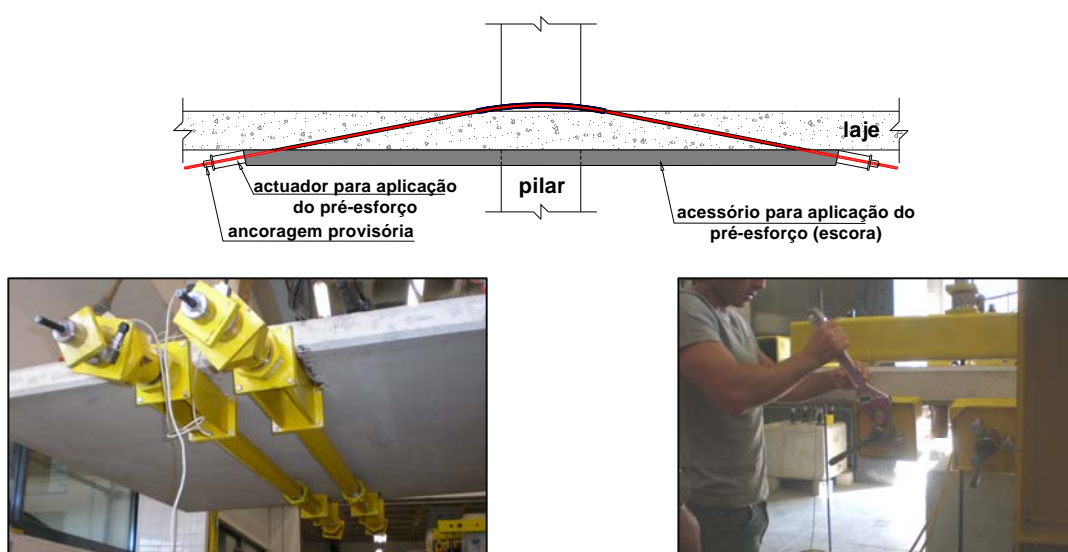 laje
actuador para aplicação
do pré-esforço
ancoragem provisória
pilar
acessório para aplicação do
pré-esforço (escora)